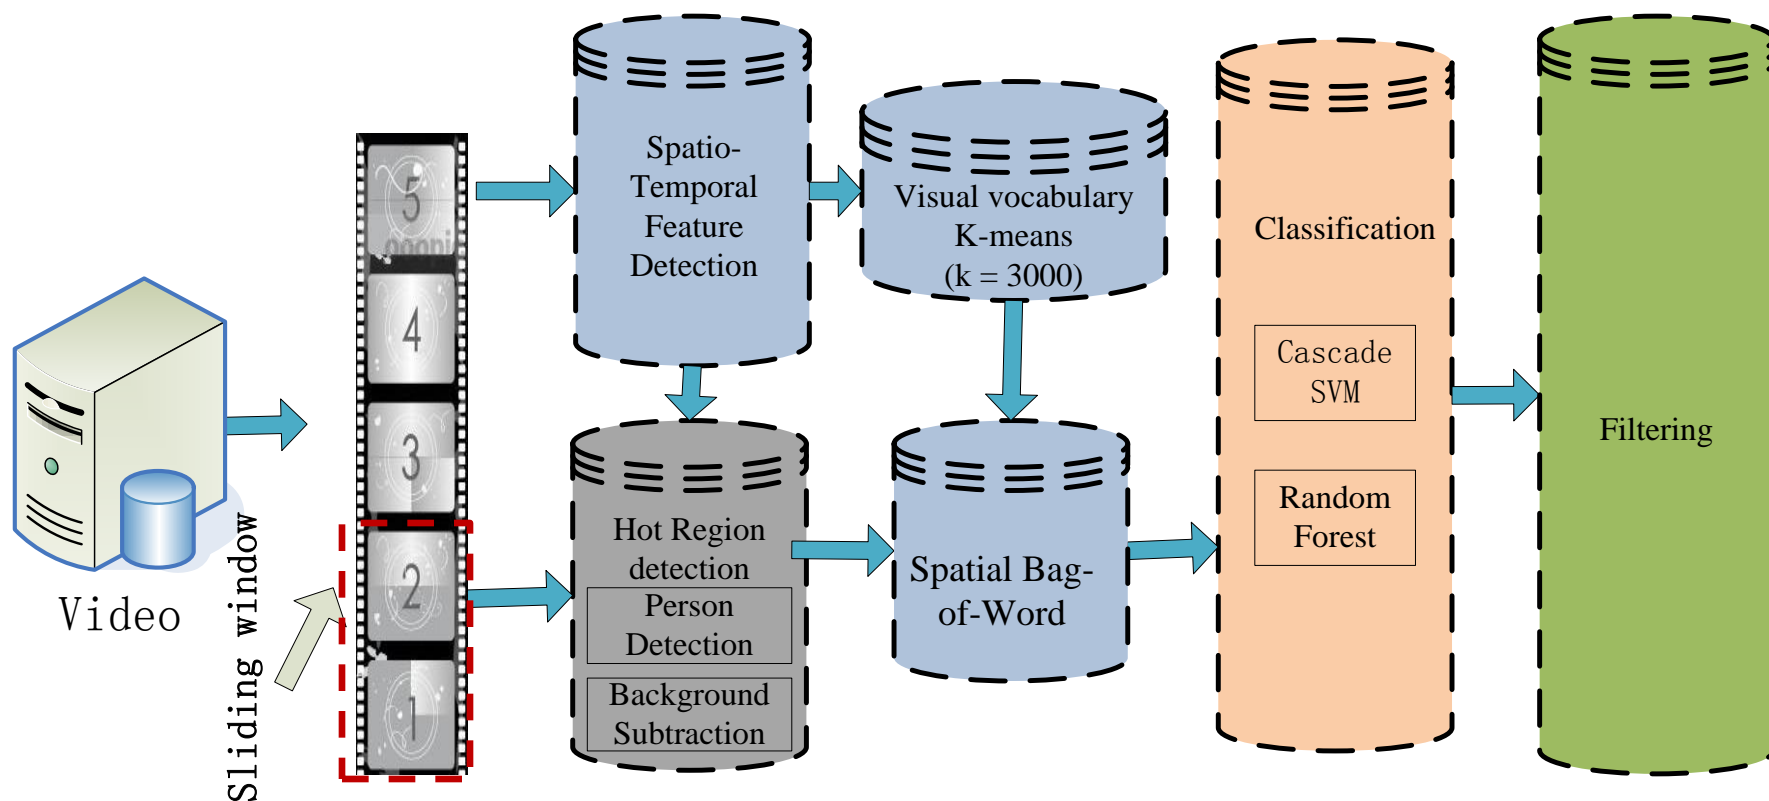 Video
Sliding window
5
4
3
2
1
Spatio-
Temporal
Feature
Detection
Visual vocabulary
K-means
(k = 3000)
Hot Region
detection
Person
Detection
Background
Subtraction
Spatial Bag-
of-Word
Classification
Cascade
SVM
Random
Forest
Filtering